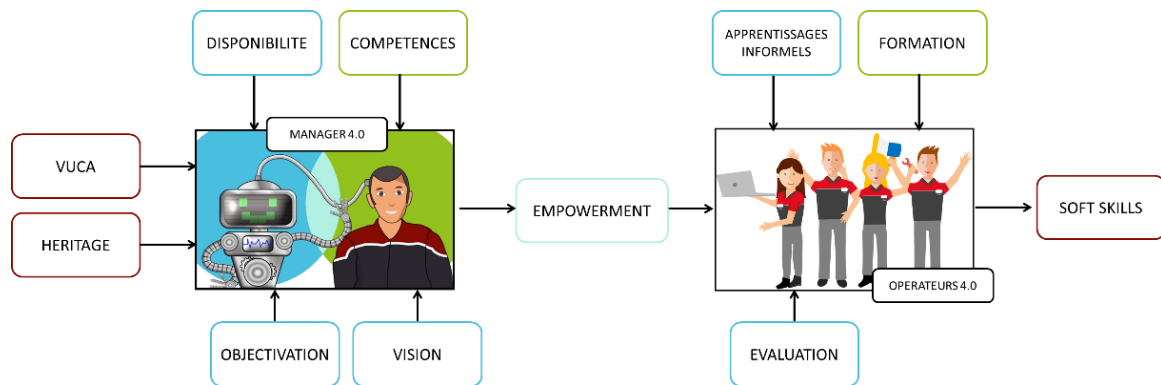 DISPONIBILITE
COMPETENCES
APPRENTISSAGES
INFORMELS
FORMATION
MANAGER 4.0
VUCA
HERITAGE
EMPOWERMENT
SOFT SKILLS
OPERATEURS 4.0
OBJECTIVATION
VISION
EVALUATION